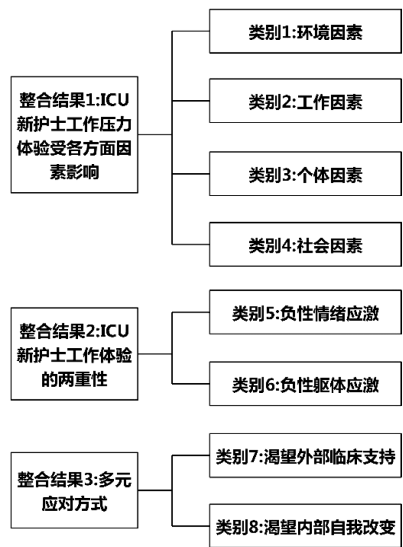 整合结果1:ICU
新护士工作压力
体验受各方面因
素影响
类别1:环境因素
类别2:工作因素
类别3:个体因素
类别4:社会因素
整合结果2:ICU
新护士工作体验
的两重性
类别5:负性情绪应激
类别6:负性躯体应激
整合结果3:多元
应对方式
类别7:渴望外部临床支持
类别8:渴望内部自我改变